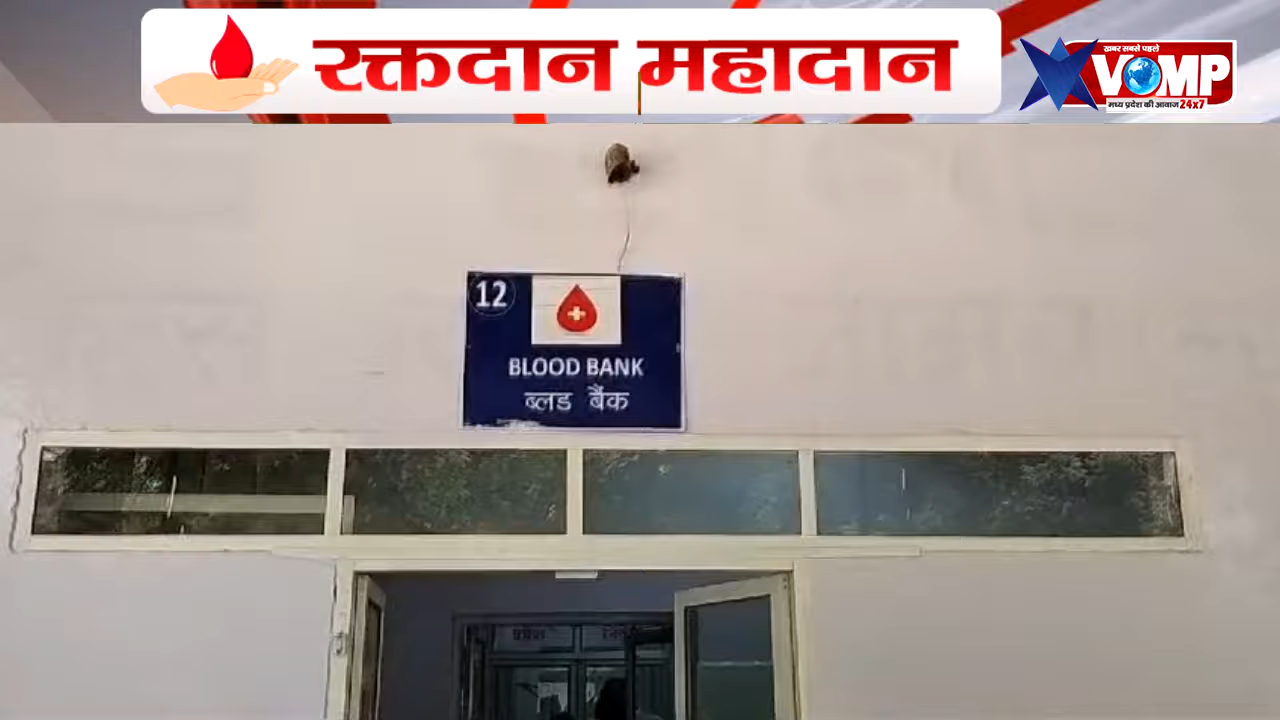 रक्तदान महादान
खबर सबसे पहले
VOMP
मध्य प्रदेश की आवाज 24x7
12
BLOOD BANK
ब्लड बैंक